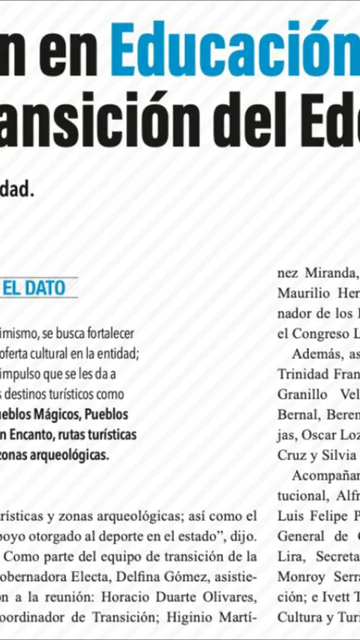 n en Educación
ansición del Ed
dad.
EL DATO
imismo, se busca fortalecer
oferta cultural en la entidad;
impulso que se les da a
s destinos turísticos como
ueblos Mágicos, Pueblos
n Encanto, rutas turísticas
zonas arqueológicas.
rísticas y zonas arqueológicas; así como el
poyo otorgado al deporte en el estado”, dijo.
Como parte del equipo de transición de la
obernadora Electa, Delfina Gómez, asistie-
n a la reunión: Horacio Duarte Olivares,
oordinador de Transición; Higinio Martí-
nez Miranda,
Maurilio Her
nador de los
el Congreso L
Además, as
Trinidad Fran
Granillo Vel
Bernal, Beren
jas, Oscar Loz
Cruz y Silvia
Acompañar
tucional, Alfr
Luis Felipe P
General de
Lira, Secreta
Monroy Serr
ción; e Ivett T
Cultura y Turi